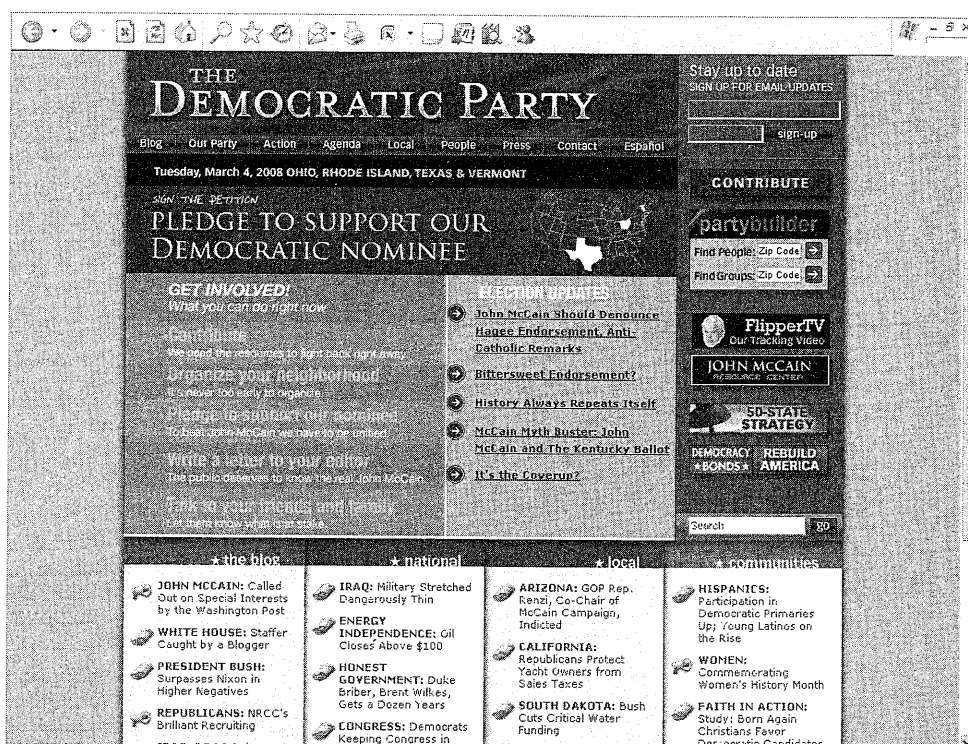 THE
DEMOCRATIC PARTY
Blog Our Party Action Agenda Local People Press Contact Español
Tuesday, March 4, 2008 OHIO, RHODE ISLAND, TEXAS & VERMONT
SIGN THE PETITION
PLEDGE TO SUPPORT OUR
DEMOCRATIC NOMINEE
GET INVOLVED!
What you can do right now
Contribute
We need the resources to fight back right away.
Organize your neighborhood
It's never too early to organize.
Pledge to support our nominee
To beat John McCain we have to be unified.
Write a letter to your editor
The public deserves to know the real John McCain.
Talk to your friends and family
Let them know what is at stake.
ELECTION UPDATES
John McCain Should Denounce
Hagee Endorsement, Anti-
Catholic Remarks
Bittersweet Endorsement?
History Always Repeats Itself
McCain Myth Buster: John
McCain and The Kentucky Ballot
It's the Coverup?
Stay up to date
SIGN UP FOR EMAIL UPDATES
sign-up
CONTRIBUTE
partybuilder
Find People: Zip Code
Find Groups: Zip Code
FlipperTV
Our Tracking Video
JOHN MCCAIN
RESOURCE CENTER
50-STATE
STRATEGY
DEMOCRACY
BONDS
REBUILD
AMERICA
Search go
the blog
JOHN MCCAIN: Called
Out on Special Interests
by the Washington Post
WHITE HOUSE: Staffer
Caught by a Blogger
PRESIDENT BUSH:
Surpasses Nixon in
Higher Negatives
REPUBLICANS: NRCC's
Brilliant Recruiting
national
IRAQ: Military Stretched
Dangerously Thin
ENERGY
INDEPENDENCE: Oil
Closes Above $100
HONEST
GOVERNMENT: Duke
Briber, Brent Wilkes,
Gets a Dozen Years
CONGRESS: Democrats
Keeping Congress in
local
ARIZONA: GOP Rep.
Renzi, Co-Chair of
McCain Campaign,
Indicted
CALIFORNIA:
Republicans Protect
Yacht Owners from
Sales Taxes
SOUTH DAKOTA: Bush
Cuts Critical Water
Funding
communities
HISPANICS:
Participation in
Democratic Primaries
Up; Young Latinos on
the Rise
WOMEN:
Commemorating
Women's History Month
FAITH IN ACTION:
Study: Born Again
Christians Favor
Democratic Candidates